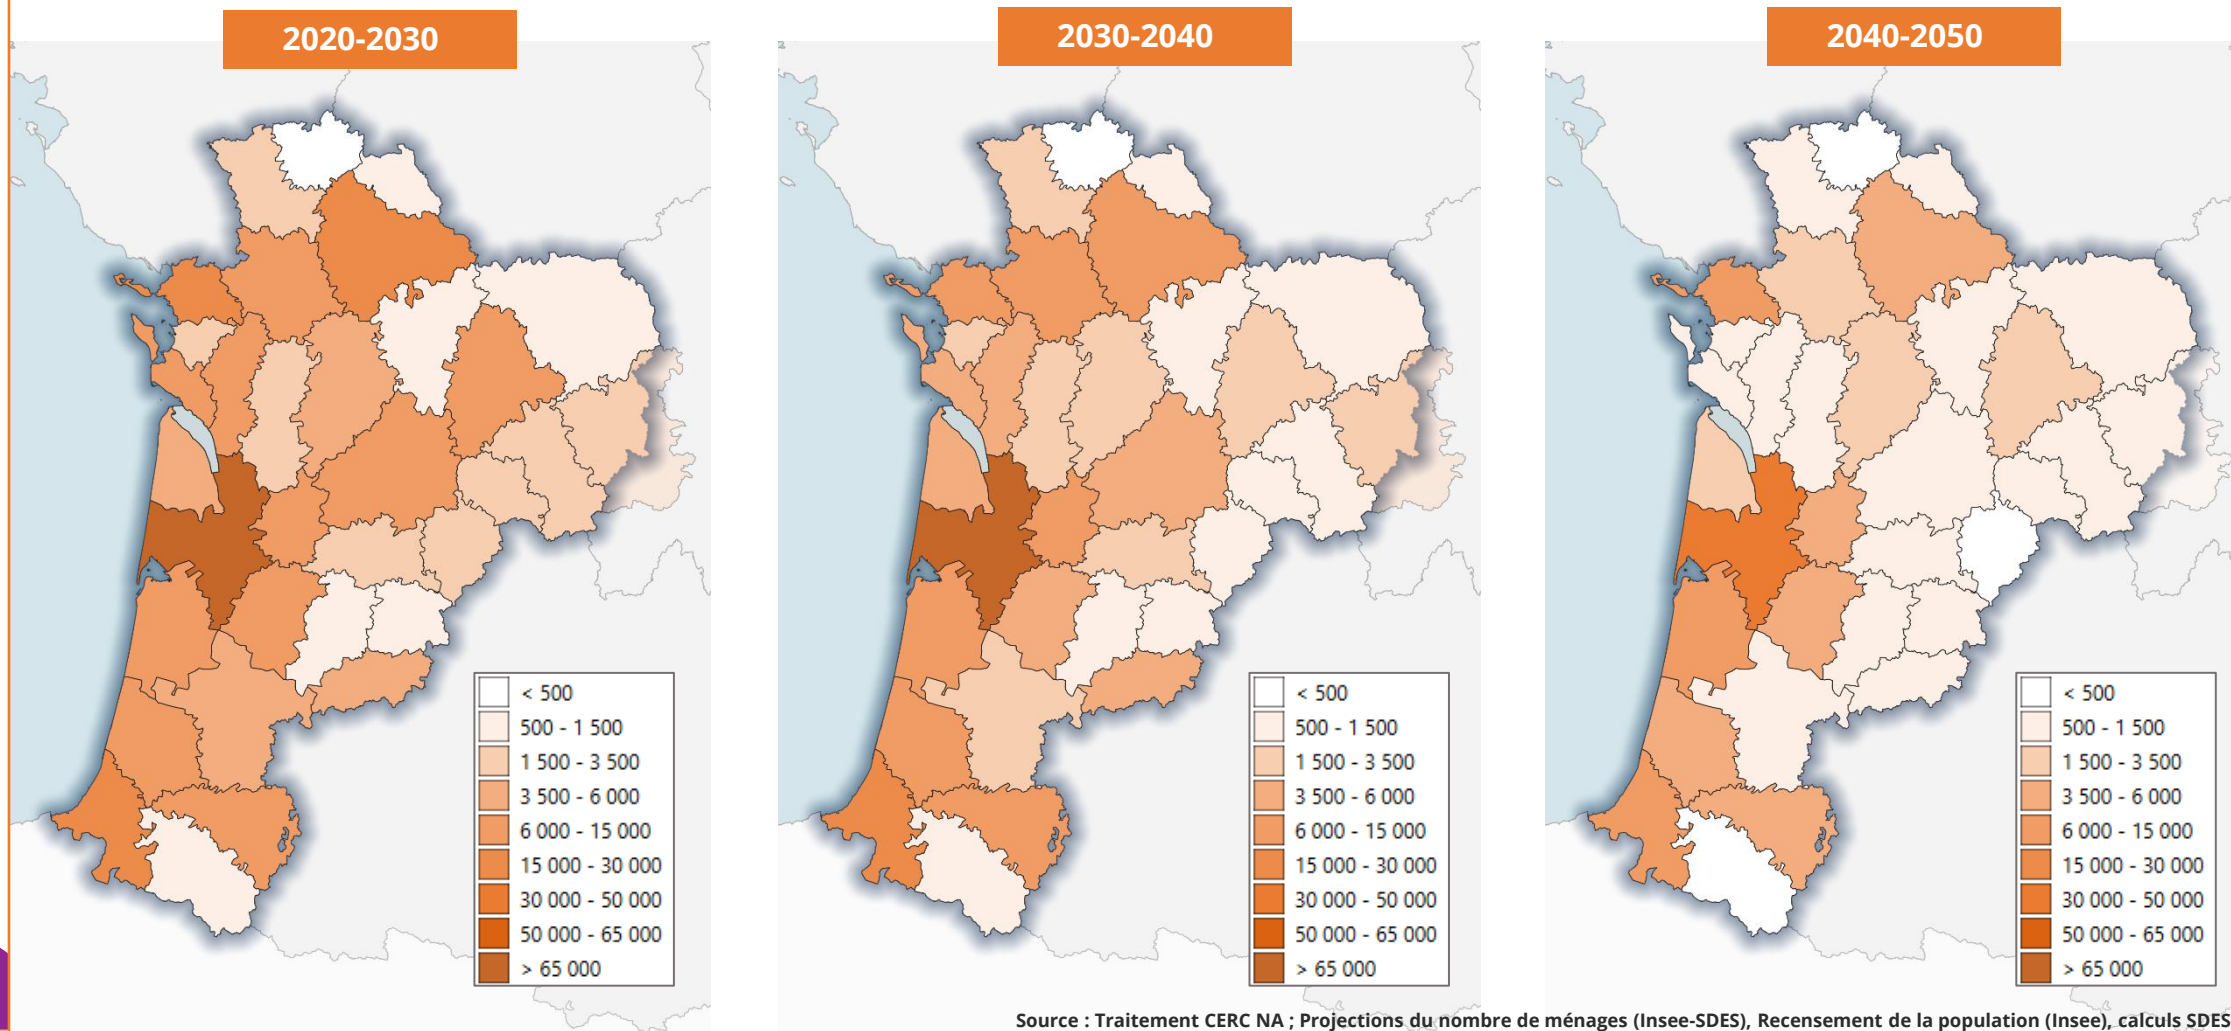 2020-2030
2030-2040
2040-2050
< 500
500 - 1 500
1 500 - 3 500
3 500 - 6 000
6 000 - 15 000
15 000 - 30 000
30 000 - 50 000
50 000 - 65 000
> 65 000
< 500
500 - 1 500
1 500 - 3 500
3 500 - 6 000
6 000 - 15 000
15 000 - 30 000
30 000 - 50 000
50 000 - 65 000
> 65 000
< 500
500 - 1 500
1 500 - 3 500
3 500 - 6 000
6 000 - 15 000
15 000 - 30 000
30 000 - 50 000
50 000 - 65 000
> 65 000
Source : Traitement CERC NA ; Projections du nombre de ménages (Insee-SDES), Recensement de la population (Insee), calculs SDES